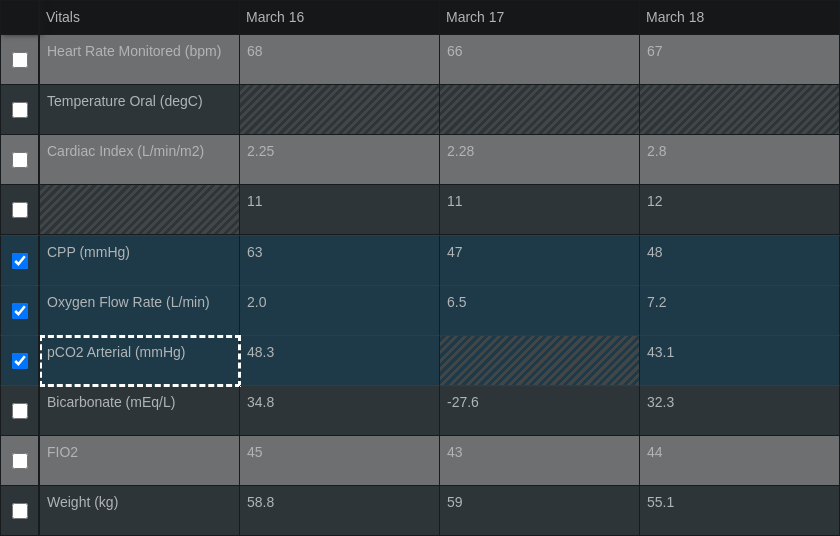 Vitals March 16 March 17 March 18
Heart Rate Monitored (bpm) 68 66 67
Temperature Oral (degC)
Cardiac Index (L/min/m2) 2.25 2.28 2.8
11 11 12
CPP (mmHg) 63 47 48
Oxygen Flow Rate (L/min) 2.0 6.5 7.2
pCO2 Arterial (mmHg) 48.3 43.1
Bicarbonate (mEq/L) 34.8 -27.6 32.3
FIO2 45 43 44
Weight (kg) 58.8 59 55.1